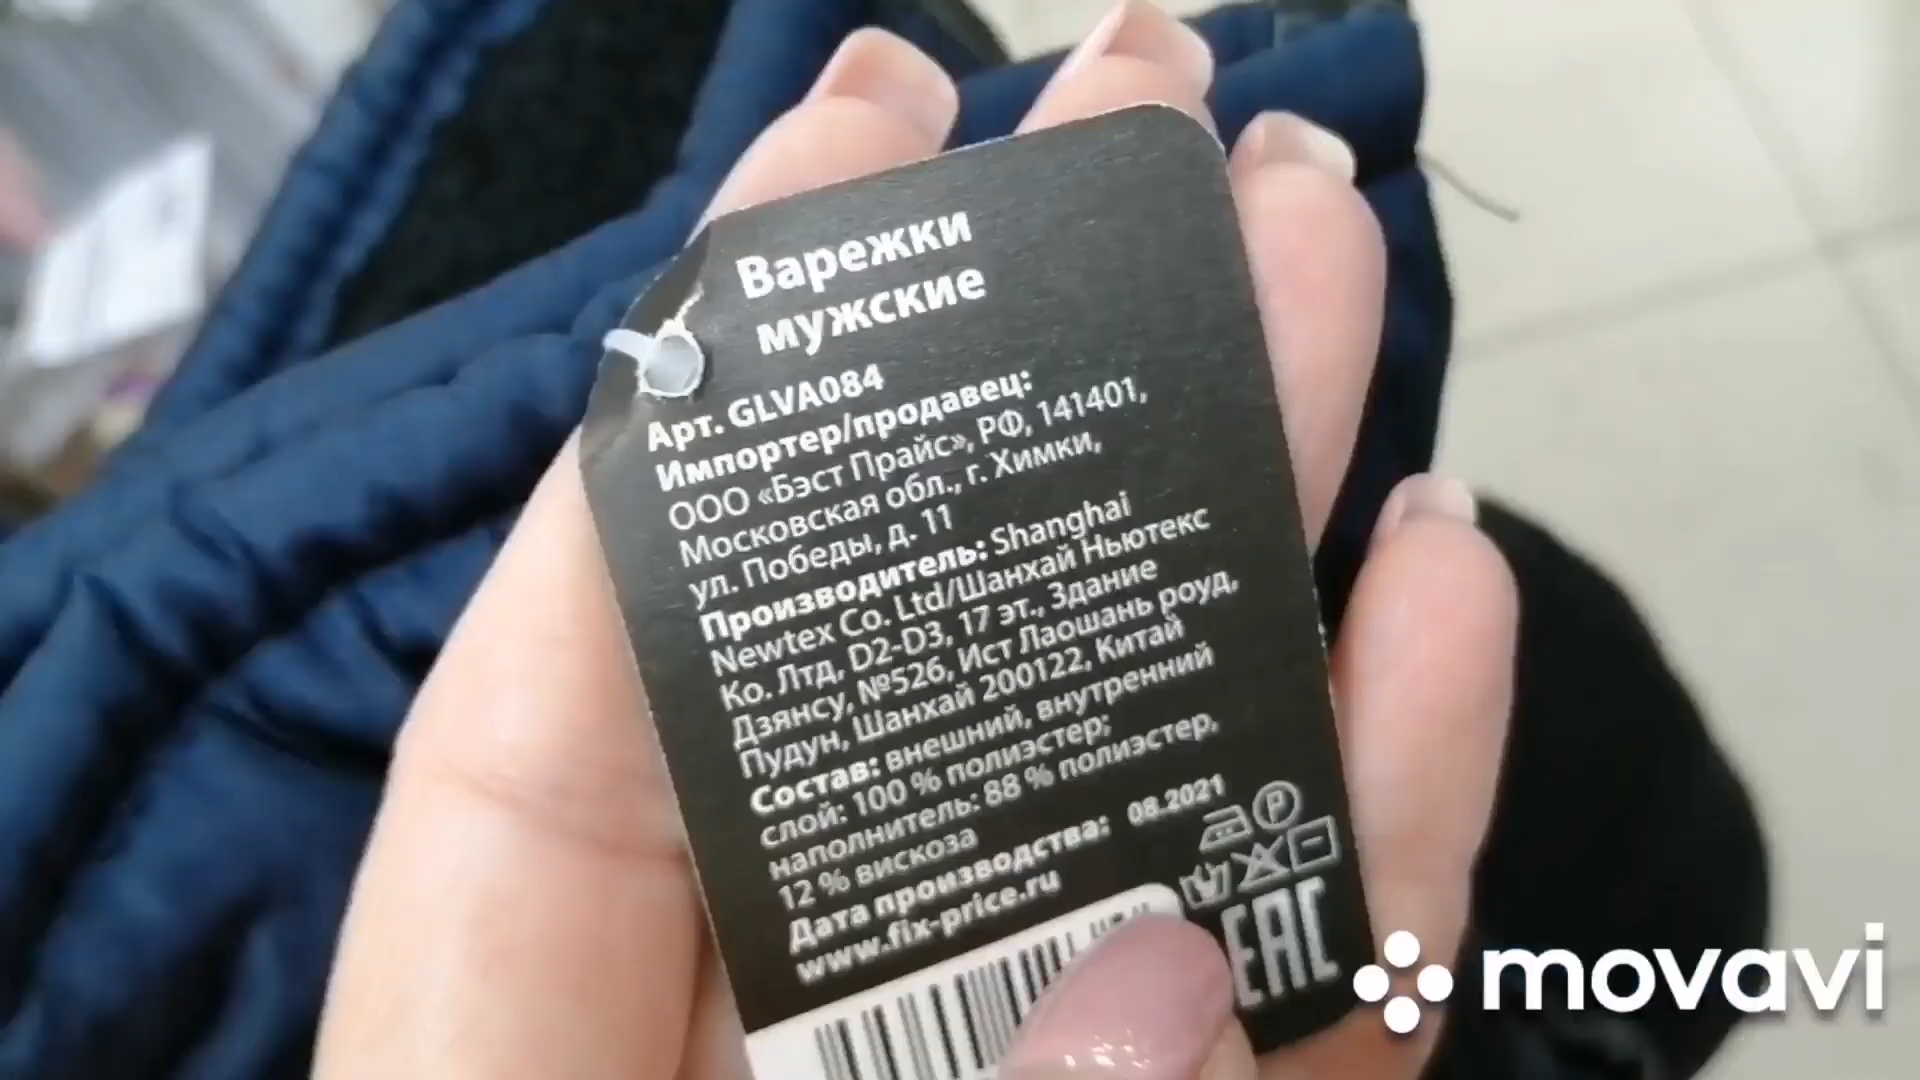 Варежки
мужские
Арт. GLVA084
Импортер/продавец:
ООО «Бэст Прайс», РФ, 141401,
Московская обл., г. Химки,
ул. Победы, д. 11
Производитель: Shanghai
Newtex Co. Ltd/Шанхай Ньютекс
Ко. Лтд, D2-D3, 17 эт., Здание
Дзянсу, №526, Ист Лаошань роуд,
Пудун, Шанхай 200122, Китай
Состав: внешний, внутренний
слой: 100 % полиэстер;
наполнитель: 88 % полиэстер,
12 % вискоза
Дата производства: 08.2021
www.fix-price.ru
P
EAC
movavi